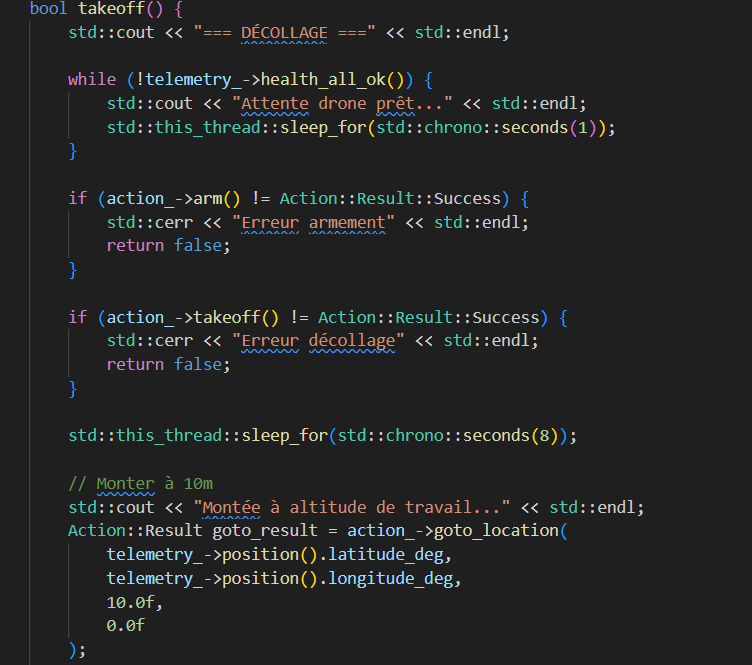 bool takeoff() {
std::cout << "=== DÉCOLLAGE ===" << std::endl;
while (!telemetry_->health_all_ok()) {
std::cout << "Attente drone prêt..." << std::endl;
std::this_thread::sleep_for(std::chrono::seconds(1));
}
if (action_->arm() != Action::Result::Success) {
std::cerr << "Erreur armement" << std::endl;
return false;
}
if (action_->takeoff() != Action::Result::Success) {
std::cerr << "Erreur décollage" << std::endl;
return false;
}
std::this_thread::sleep_for(std::chrono::seconds(8));
// Monter à 10m
std::cout << "Montée à altitude de travail..." << std::endl;
Action::Result goto_result = action_->goto_location(
telemetry_->position().latitude_deg,
telemetry_->position().longitude_deg,
10.0f,
0.0f
);